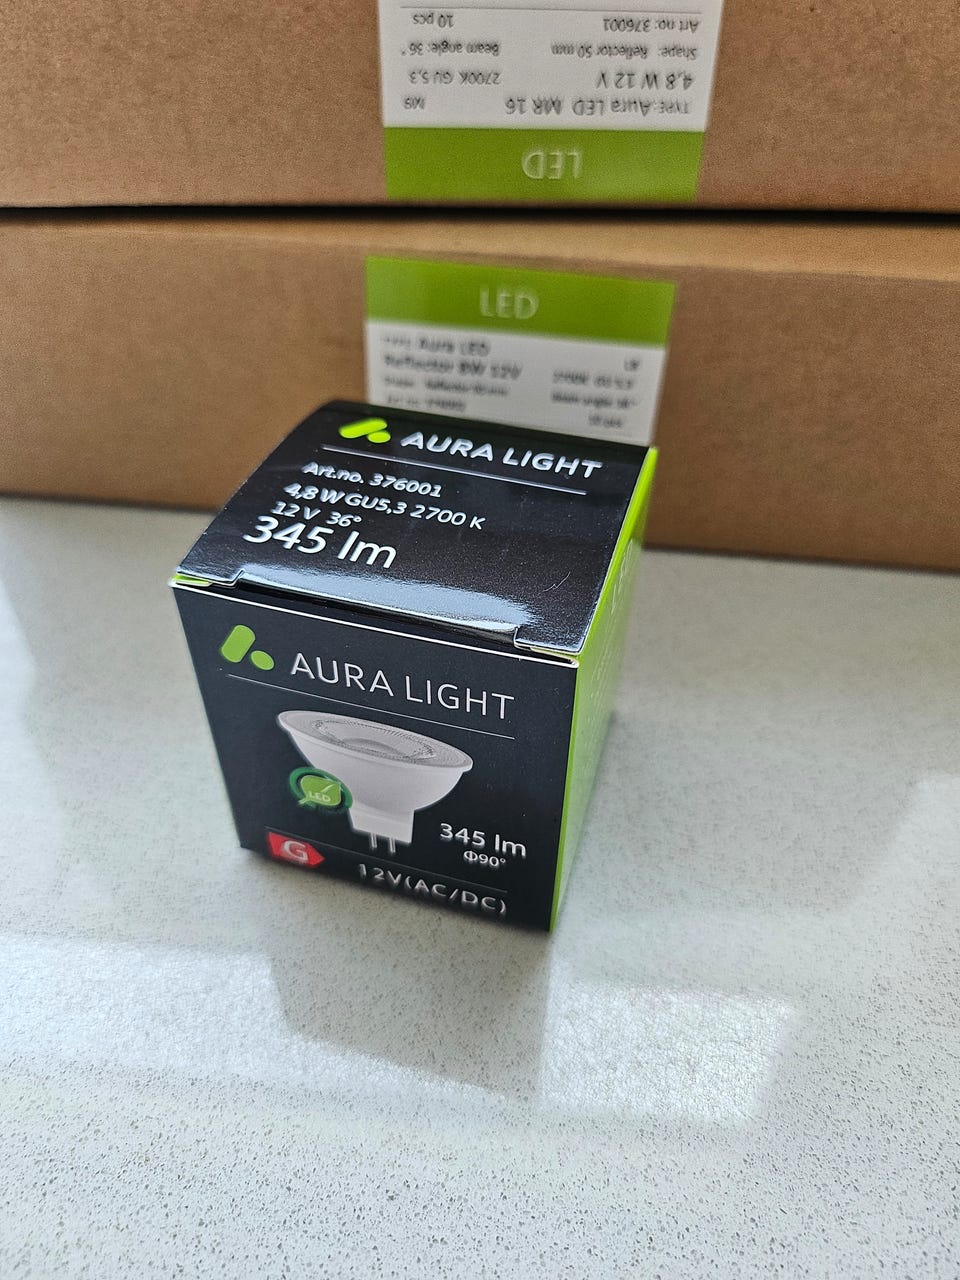 TYPE: Aura LED MR 16
M9
4,8 W 12 V
2700K GU 5,3
Shape: Reflector 50 mm
Beam angle: 36°
Art no: 376001
10 pcs
LED
LED
Aura LED
Reflector 8W 12V
AURA LIGHT
Art.no. 376001
4,8 W GU5,3 2700 K
12 V 36°
345 lm
AURA LIGHT
LED
345 lm
Φ90°
G
12V(AC/DC)